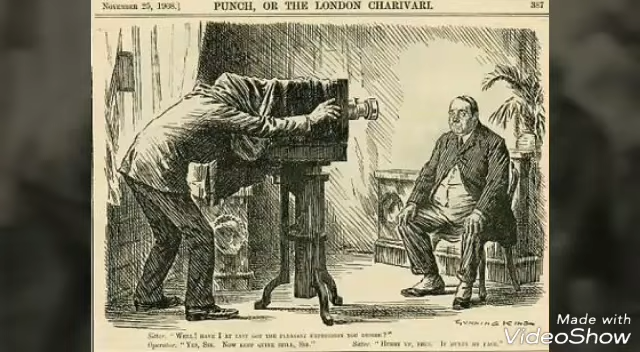 November 25, 1908.] PUNCH, OR THE LONDON CHARIVARI. 387
GUNNING KING
Sitter. "WELL! HAVE I AT LAST GOT THE PLEASANT EXPRESSION YOU DESIRE?"
Operator. "YES, SIR. NOW KEEP QUITE STILL, SIR." Sitter. "HURRY UP, THEN. IT HURTS MY FACE."
Made with
VideoShow